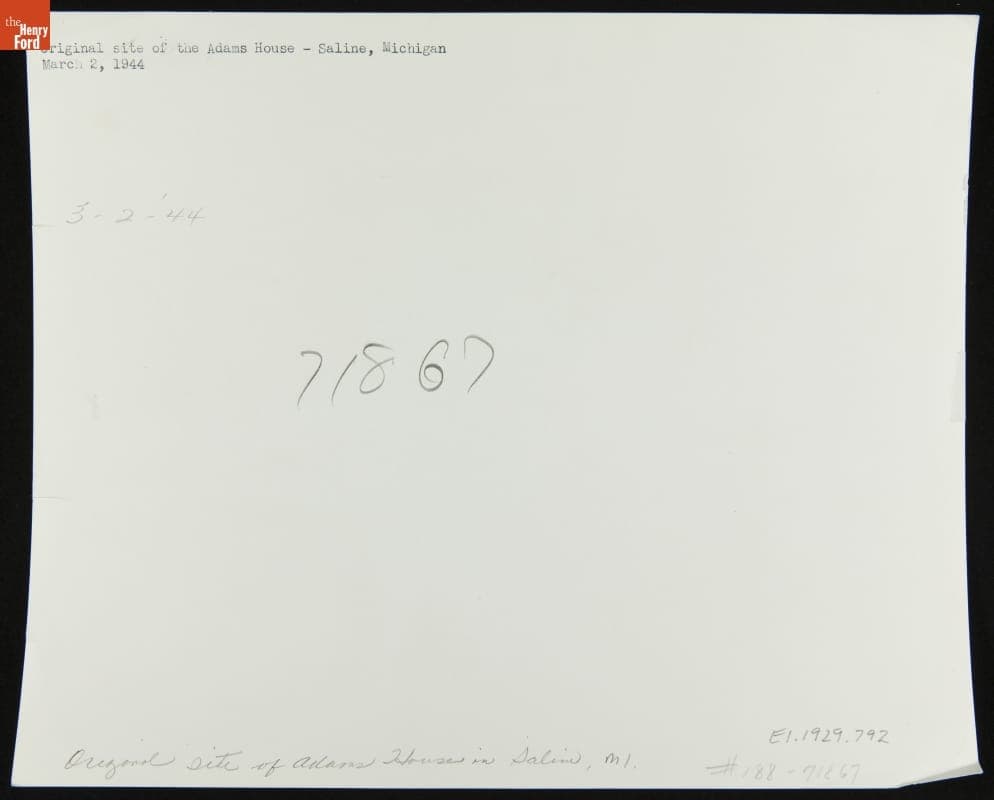 the
Henry
Ford
Original site of the Adams House - Saline, Michigan
March 2, 1944
3-2-'44
71867
E1.1929.792
Original site of Adams House in Saline, MI.
#188-71867